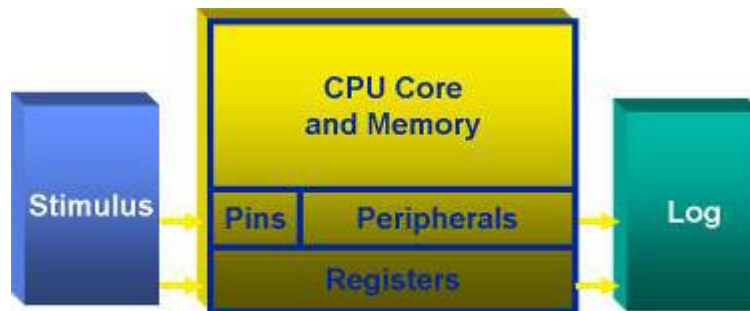 CPU Core
and Memory
Stimulus
Pins
Peripherals
Log
Registers